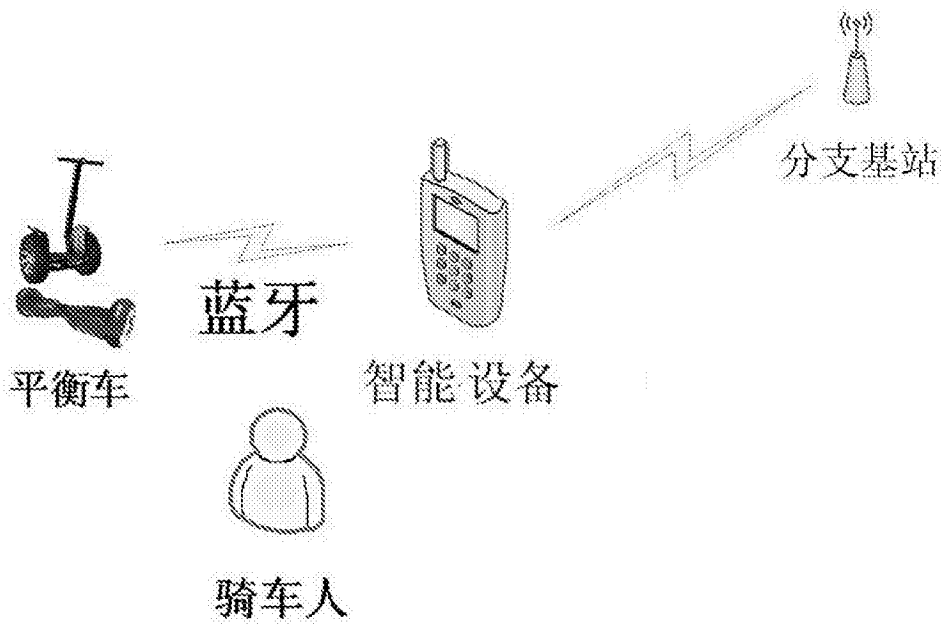 分支基站
蓝牙
平衡车
智能设备
骑车人